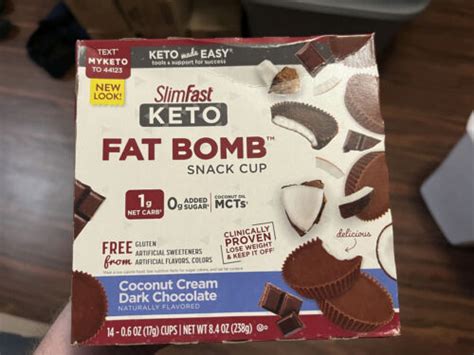 TEXT
MYKETO
TO 44123
KETO made EASY™
tools & support for success
NEW
LOOK!
SlimFast
KETO
FAT BOMB™
SNACK CUP
1g
NET CARB
0g ADDED
SUGAR
COCONUT OIL
MCTs
CLINICALLY
PROVEN
LOSE WEIGHT
& KEEP IT OFF
FREE from
GLUTEN
ARTIFICIAL SWEETENERS
ARTIFICIAL FLAVORS, COLORS
delicious
Coconut Cream
Dark Chocolate
NATURALLY FLAVORED
14 - 0.6 OZ (17g) CUPS | NET WT 8.4 OZ (238g)